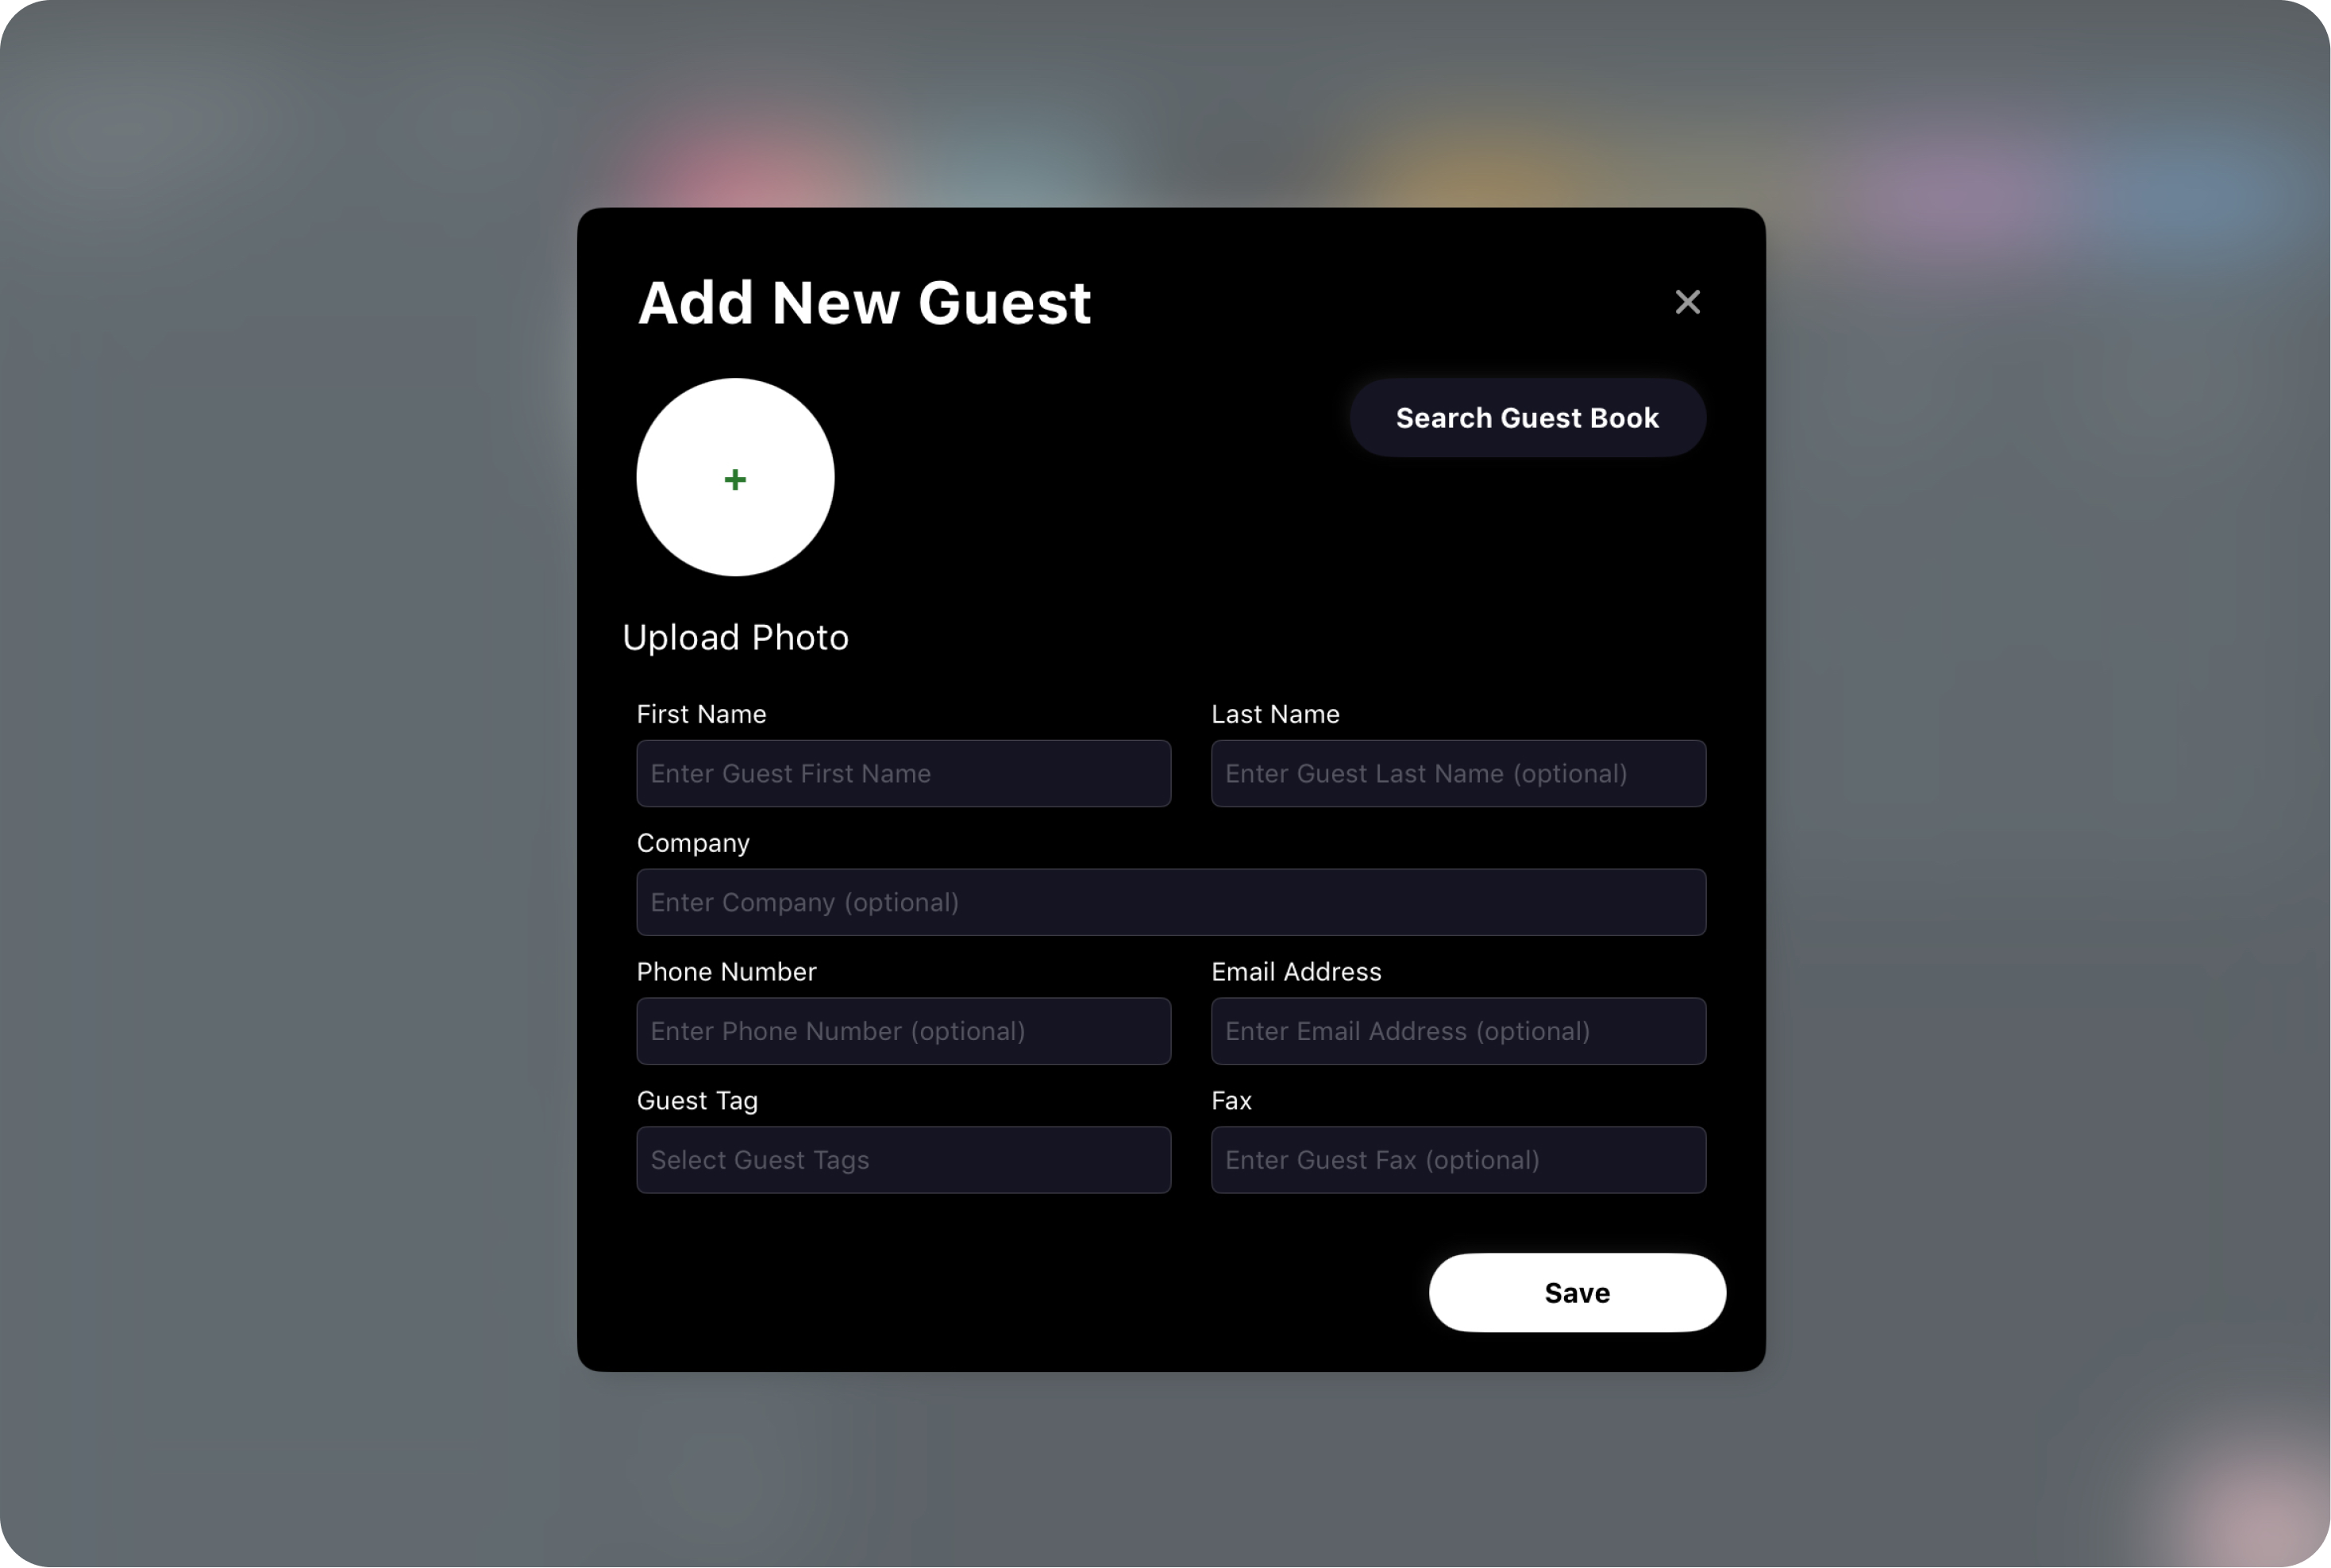 Add New Guest
Search Guest Book
+
Upload Photo
First Name
Last Name
Enter Guest First Name
Enter Guest Last Name (optional)
Company
Enter Company (optional)
Phone Number
Email Address
Enter Phone Number (optional)
Enter Email Address (optional)
Guest Tag
Fax
Select Guest Tags
Enter Guest Fax (optional)
Save